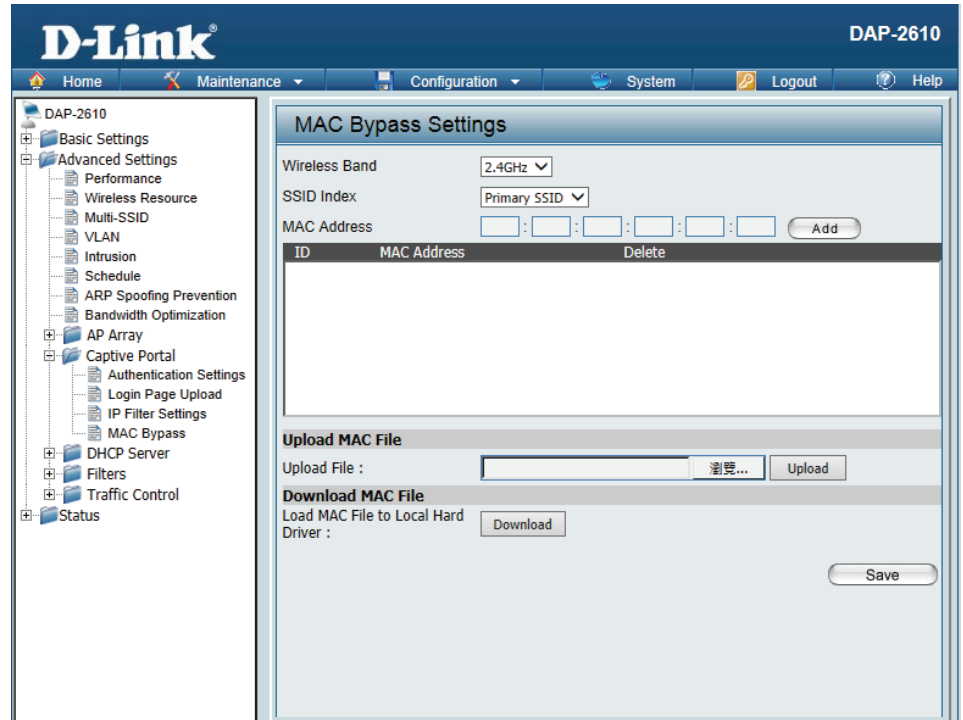 D-Link®
DAP-2610
Home Maintenance Configuration System Logout Help
DAP-2610
Basic Settings
Advanced Settings
Performance
Wireless Resource
Multi-SSID
VLAN
Intrusion
Schedule
ARP Spoofing Prevention
Bandwidth Optimization
AP Array
Captive Portal
Authentication Settings
Login Page Upload
IP Filter Settings
MAC Bypass
DHCP Server
Filters
Traffic Control
Status
MAC Bypass Settings
Wireless Band 2.4GHz
SSID Index Primary SSID
MAC Address : : : : : Add
ID MAC Address Delete
Upload MAC File
Upload File : 瀏覽... Upload
Download MAC File
Load MAC File to Local Hard
Driver : Download
Save